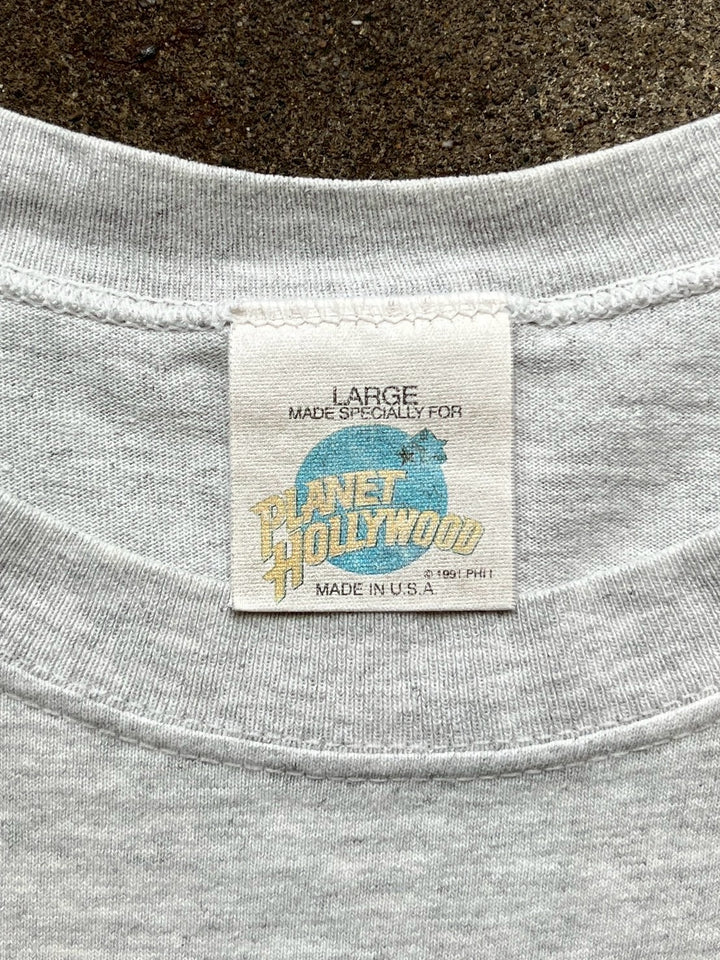 LARGE
MADE SPECIALLY FOR
PLANET
HOLLYWOOD
© 1991 PHI I
MADE IN U.S.A.